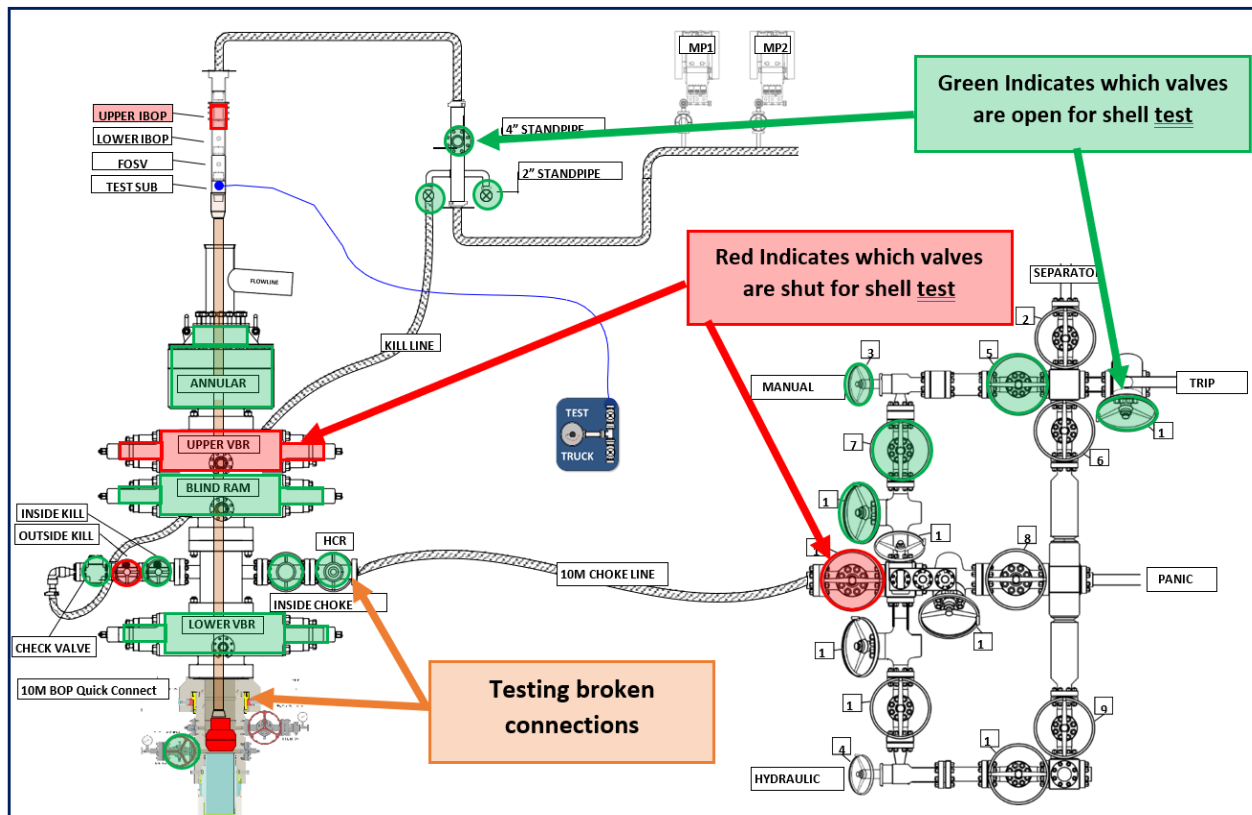 MP1
MP2
Green Indicates which valves
are open for shell test
UPPER IBOP
LOWER IBOP
FOSV
TEST SUB
4” STANDPIPE
2” STANDPIPE
FLOWLINE
Red Indicates which valves
are shut for shell test
SEPARATOR
2
KILL LINE
3
5
MANUAL
TRIP
ANNULAR
1
TEST
TRUCK
7
6
UPPER VBR
BLIND RAM
1
INSIDE KILL
OUTSIDE KILL
HCR
1
1
8
10M CHOKE LINE
PANIC
INSIDE CHOKE
LOWER VBR
CHECK VALVE
1
1
10M BOP Quick Connect
Testing broken
connections
1
9
4
1
HYDRAULIC